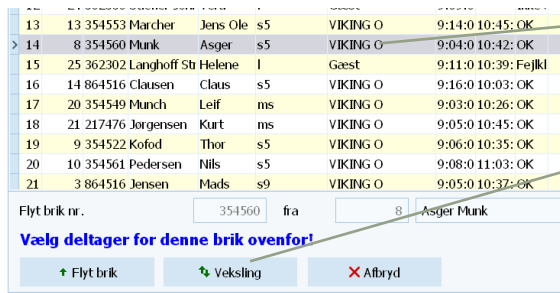 13 13 354553 Marcher Jens Ole s5 VIKING O 9:14:0 10:45: OK
14 8 354560 Munk Asger s5 VIKING O 9:04:0 10:42: OK
15 25 362302 Langhoff Str Helene l Gæst 9:11:0 10:39: Fejlkl
16 14 864516 Clausen Claus s5 VIKING O 9:16:0 11:03: OK
17 20 354549 Munch Leif ms VIKING O 9:03:0 10:26: OK
18 21 217476 Jørgensen Kurt ms VIKING O 9:05:0 10:45: OK
19 9 354522 Kofod Thor s5 VIKING O 9:06:0 10:35: OK
20 10 354561 Pedersen Nils s5 VIKING O 9:08:0 11:03: OK
21 3 864516 Jensen Mads s9 VIKING O 9:05:0 10:37: OK
Flyt brik nr. 354560 fra 8 Asger Munk
Vælg deltager for denne brik ovenfor!
Flyt brik Veksling Afbryd